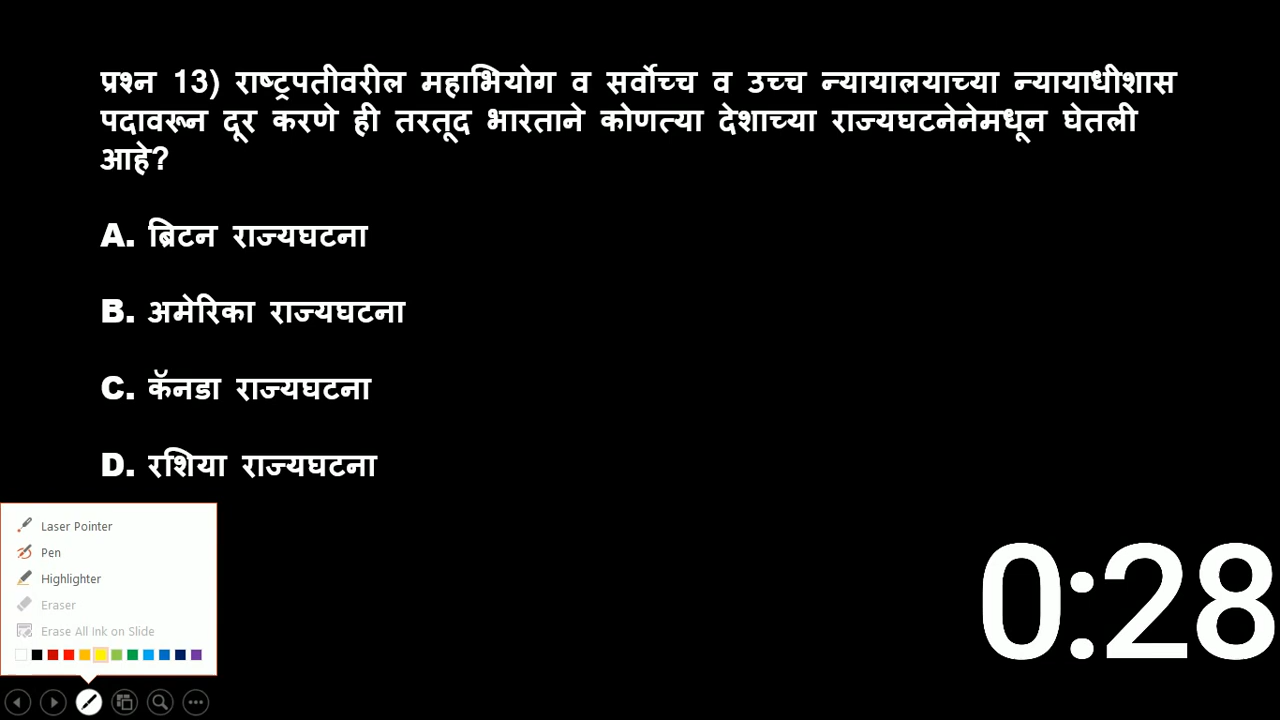 प्रश्न 13) राष्ट्रपतीवरील महाभियोग व सर्वोच्च व उच्च न्यायालयाच्या न्यायाधीशास
पदावरून दूर करणे ही तरतूद भारताने कोणत्या देशाच्या राज्यघटनेनेमधून घेतली
आहे?
A. ब्रिटन राज्यघटना
B. अमेरिका राज्यघटना
C. कॅनडा राज्यघटना
D. रशिया राज्यघटना
Laser Pointer
Pen
Highlighter
Eraser
Erase All Ink on Slide
0:28